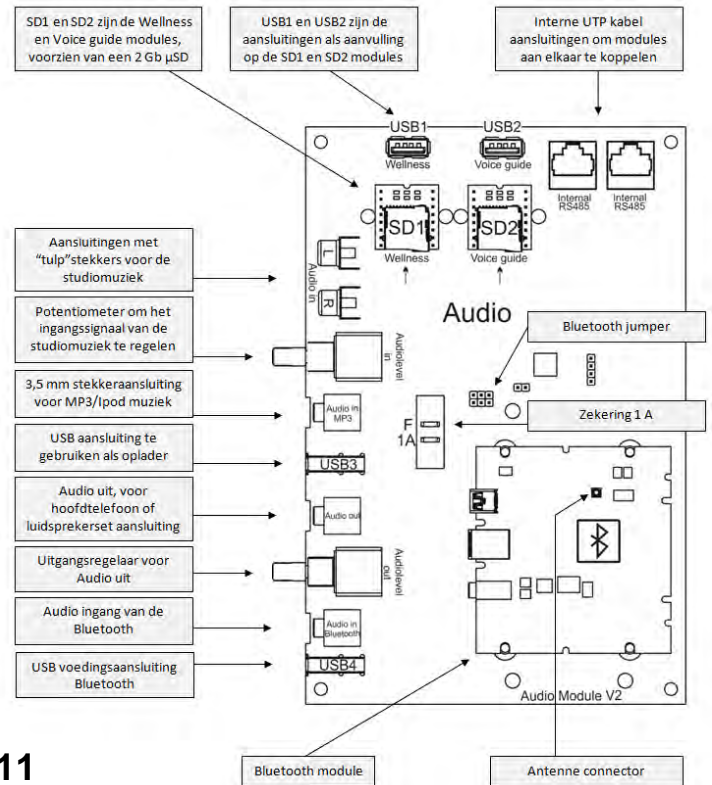 SD1 en SD2 zijn de Wellness
en Voice guide modules,
voorzien van een 2 Gb µSD
USB1 en USB2 zijn de
aansluitingen als aanvulling
op de SD1 en SD2 modules
Interne UTP kabel
aansluitingen om modules
aan elkaar te koppelen
USB1
USB2
Wellness
Voice guide
Internal
RS485
Internal
RS485
SD1
SD2
Wellness
Voice guide
Aansluitingen met
"tulp"stekkers voor de
studiomuziek
L
R
Audio in
Audio
Potentiometer om het
ingangssignaal van de
studiomuziek te regelen
Audiolevel
in
Bluetooth jumper
3,5 mm stekkeraansluiting
voor MP3/Ipod muziek
Audio in
MP3
F
1A
Zekering 1 A
USB aansluiting te
gebruiken als oplader
USB3
Audio uit, voor
hoofdtelefoon of
luidsprekerset aansluiting
Audio out
Uitgangsregelaar voor
Audio uit
Audiolevel
out
Audio ingang van de
Bluetooth
Audio in
Bluetooth
USB voedingsaansluiting
Bluetooth
USB4
Audio Module V2
11
Bluetooth module
Antenne connector